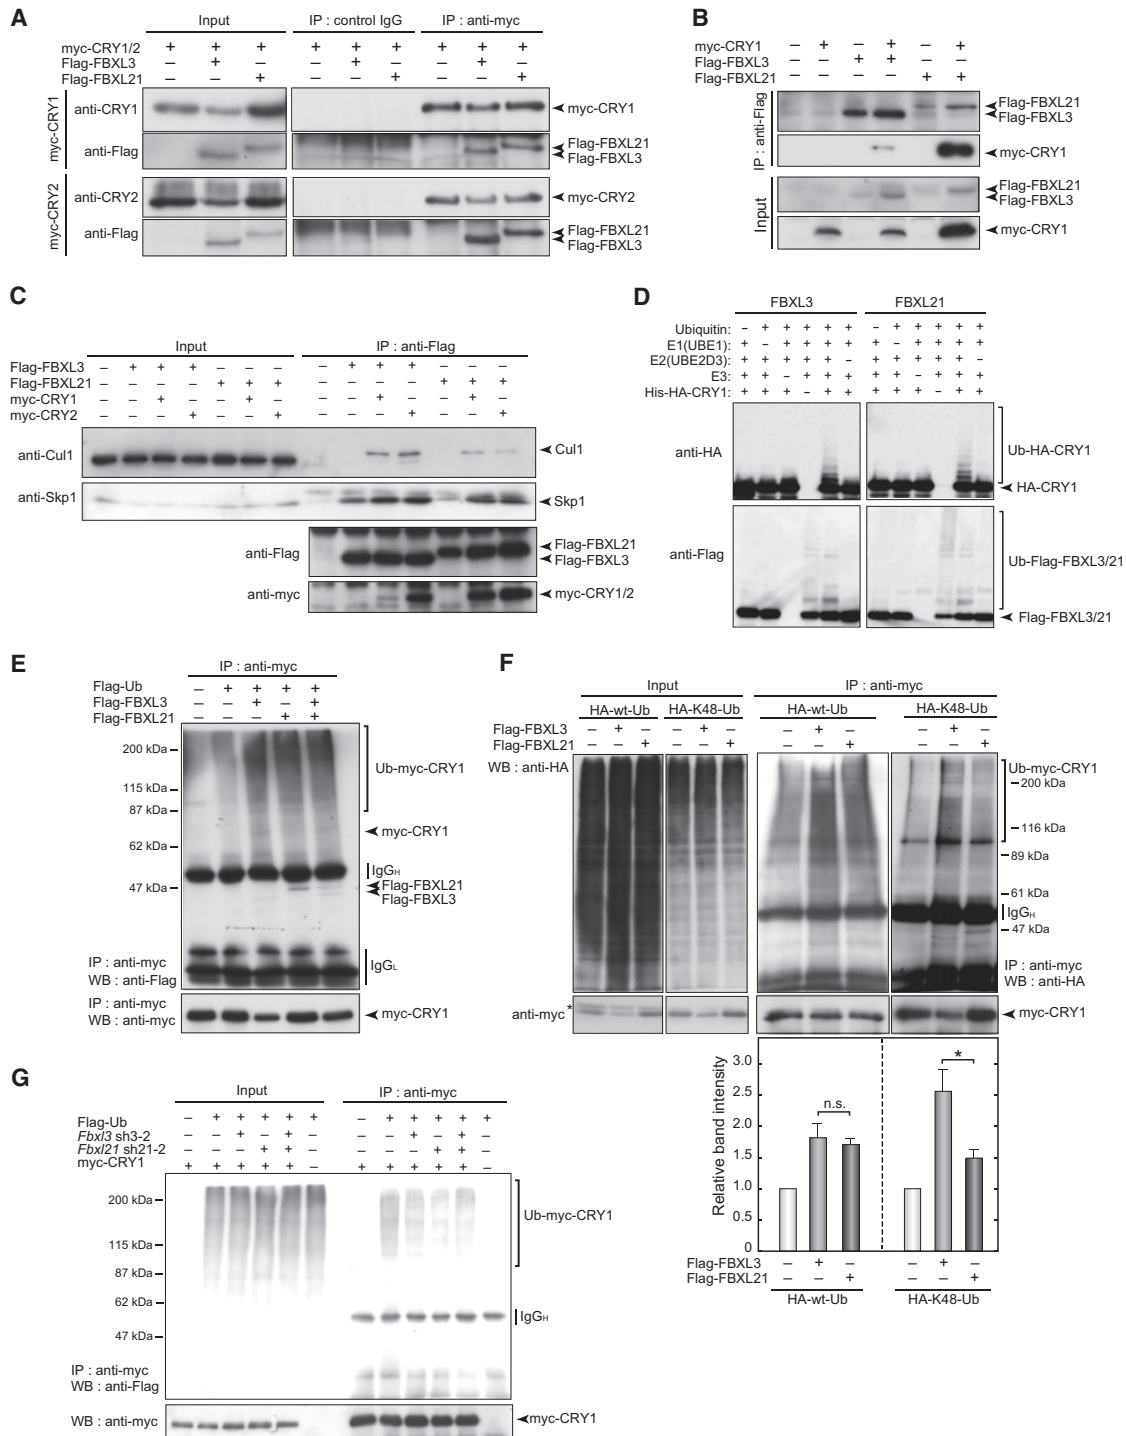 A
Input
IP : control IgG
IP : anti-myc
myc-CRY1/2 + + + + + + + + +
Flag-FBXL3 – + – – + – – + –
Flag-FBXL21 – – + – – + – – +
myc-CRY1
anti-CRY1
myc-CRY1
anti-Flag
Flag-FBXL21
Flag-FBXL3
myc-CRY2
anti-CRY2
myc-CRY2
anti-Flag
Flag-FBXL21
Flag-FBXL3
B
myc-CRY1 – + – + – +
Flag-FBXL3 – – + + – –
Flag-FBXL21 – – – – + +
IP : anti-Flag
Flag-FBXL21
Flag-FBXL3
myc-CRY1
Input
Flag-FBXL21
Flag-FBXL3
myc-CRY1
C
Input
IP : anti-Flag
Flag-FBXL3 – + + + – – – – + + + – – –
Flag-FBXL21 – – – – + + + – – – – + + +
myc-CRY1 – – + – – + – – – + – – + –
myc-CRY2 – – – + – – + – – – + – – +
anti-Cul1
Cul1
anti-Skp1
Skp1
anti-Flag
Flag-FBXL21
Flag-FBXL3
anti-myc
myc-CRY1/2
D
FBXL3
FBXL21
Ubiquitin: – + + + + + – + + + + +
E1(UBE1): + – + + + + + – + + + +
E2(UBE2D3): + + + + + – + + + + + –
E3: + + – + + + + + – + + +
His-HA-CRY1: + + + – + + + + + – + +
anti-HA
Ub-HA-CRY1
HA-CRY1
anti-Flag
Ub-Flag-FBXL3/21
Flag-FBXL3/21
E
IP : anti-myc
Flag-Ub – + + + +
Flag-FBXL3 – – + – +
Flag-FBXL21 – – – + +
200 kDa
115 kDa
87 kDa
62 kDa
47 kDa
Ub-myc-CRY1
myc-CRY1
IgGH
Flag-FBXL21
Flag-FBXL3
IgGL
IP : anti-myc
WB : anti-Flag
IP : anti-myc
WB : anti-myc
myc-CRY1
F
Input
IP : anti-myc
HA-wt-Ub
HA-K48-Ub
HA-wt-Ub
HA-K48-Ub
Flag-FBXL3 – + – – + – – + – – + –
Flag-FBXL21 – – + – – + – – + – – +
WB : anti-HA
Ub-myc-CRY1
200 kDa
116 kDa
89 kDa
61 kDa
IgGH
47 kDa
IP : anti-myc
WB : anti-HA
anti-myc
*
myc-CRY1
Relative band intensity
3.0
2.5
2.0
1.5
1.0
0.5
0
n.s.
*
Flag-FBXL3 – + – – + –
Flag-FBXL21 – – + – – +
HA-wt-Ub
HA-K48-Ub
G
Input
IP : anti-myc
Flag-Ub – + + + + + – + + + + +
Fbxl3 sh3-2 – – + – + – – – + – + –
Fbxl21 sh21-2 – – – + + – – – – + + –
myc-CRY1 + + + + + – + + + + + –
200 kDa
115 kDa
87 kDa
62 kDa
47 kDa
Ub-myc-CRY1
IgGH
IP : anti-myc
WB : anti-Flag
WB : anti-myc
myc-CRY1